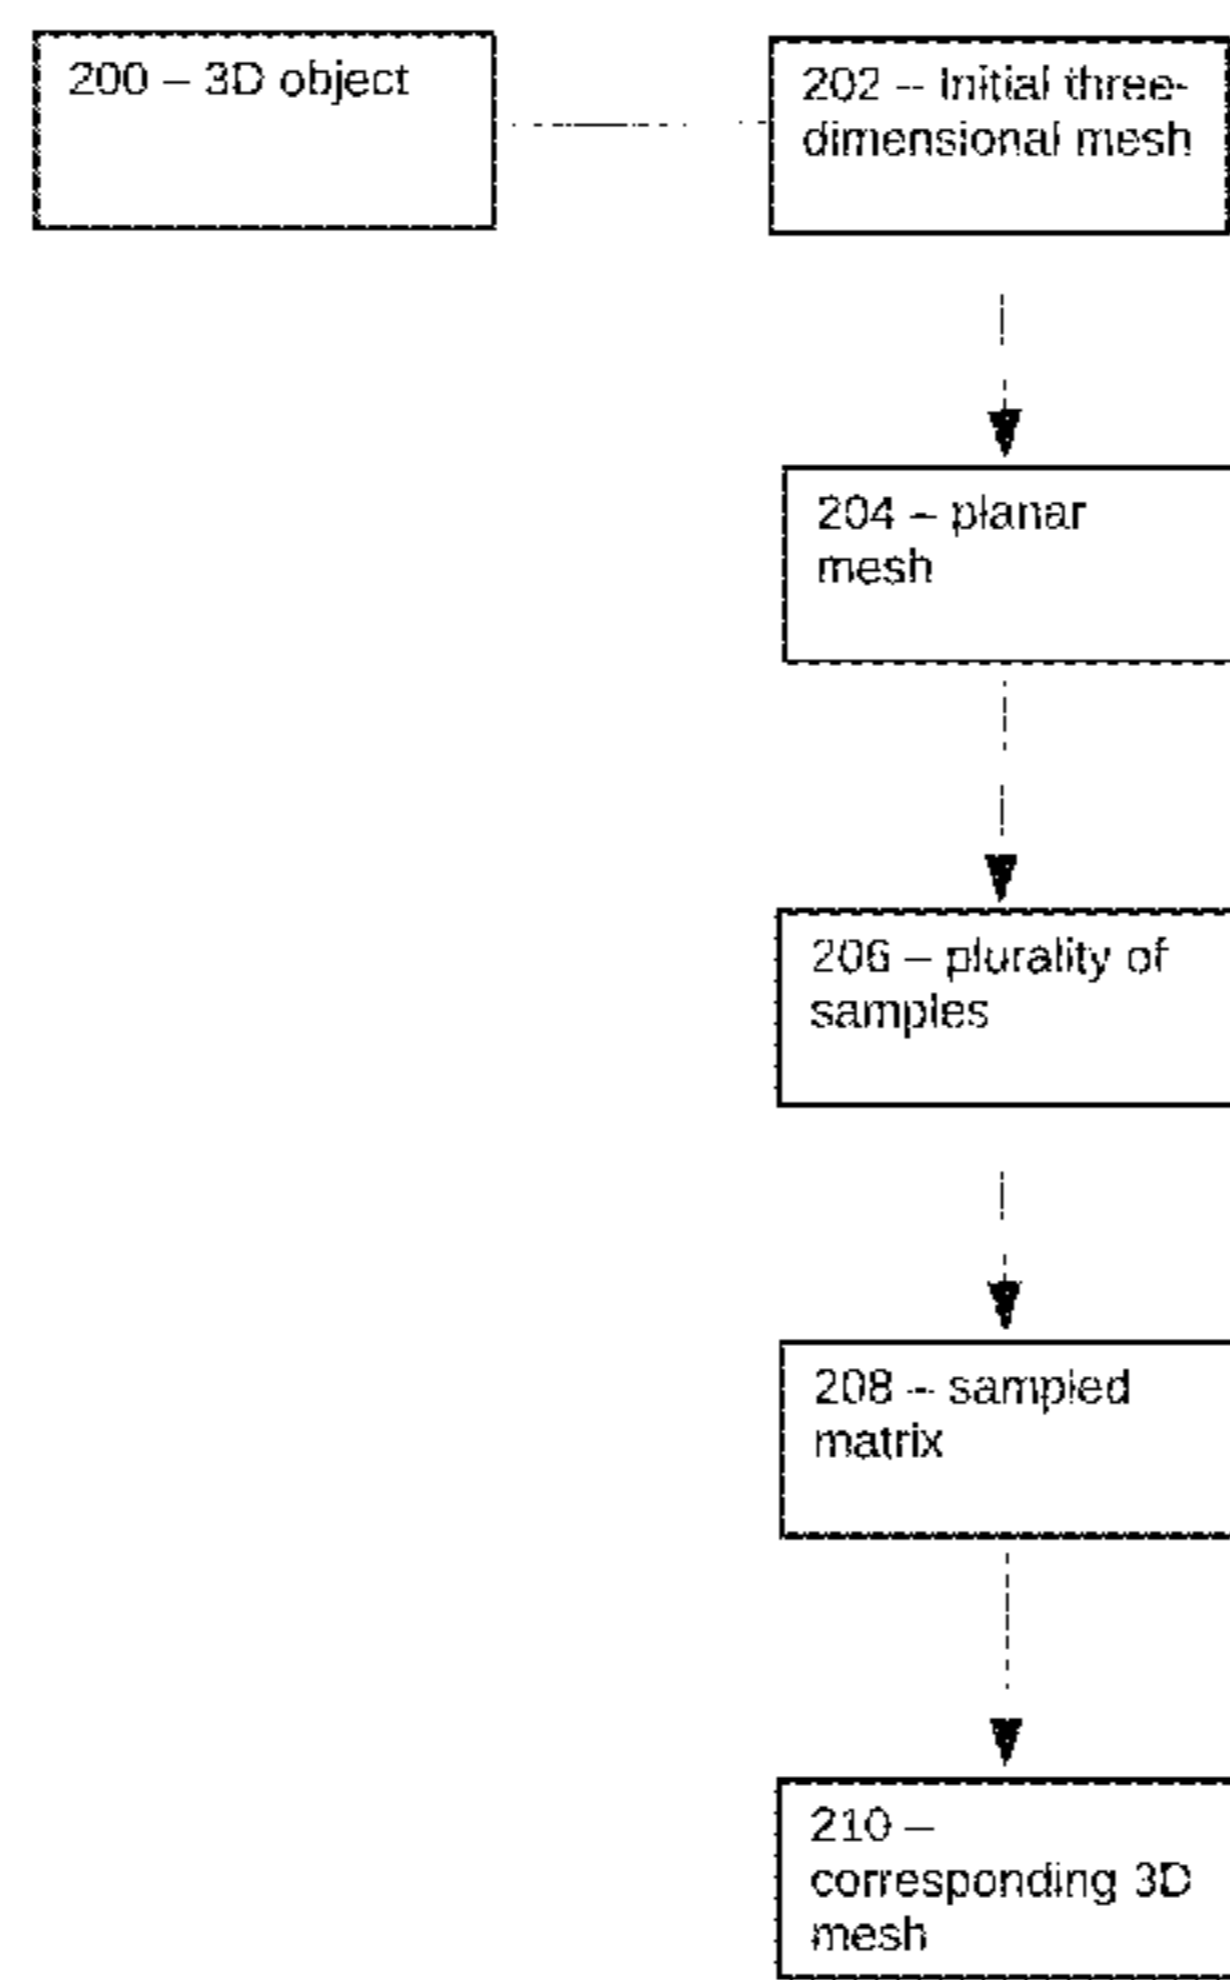 200 – 3D object
202 – Initial three-
dimensional mesh
204 – planar
mesh
206 – plurality of
samples
208 – sampled
matrix
210 –
corresponding 3D
mesh